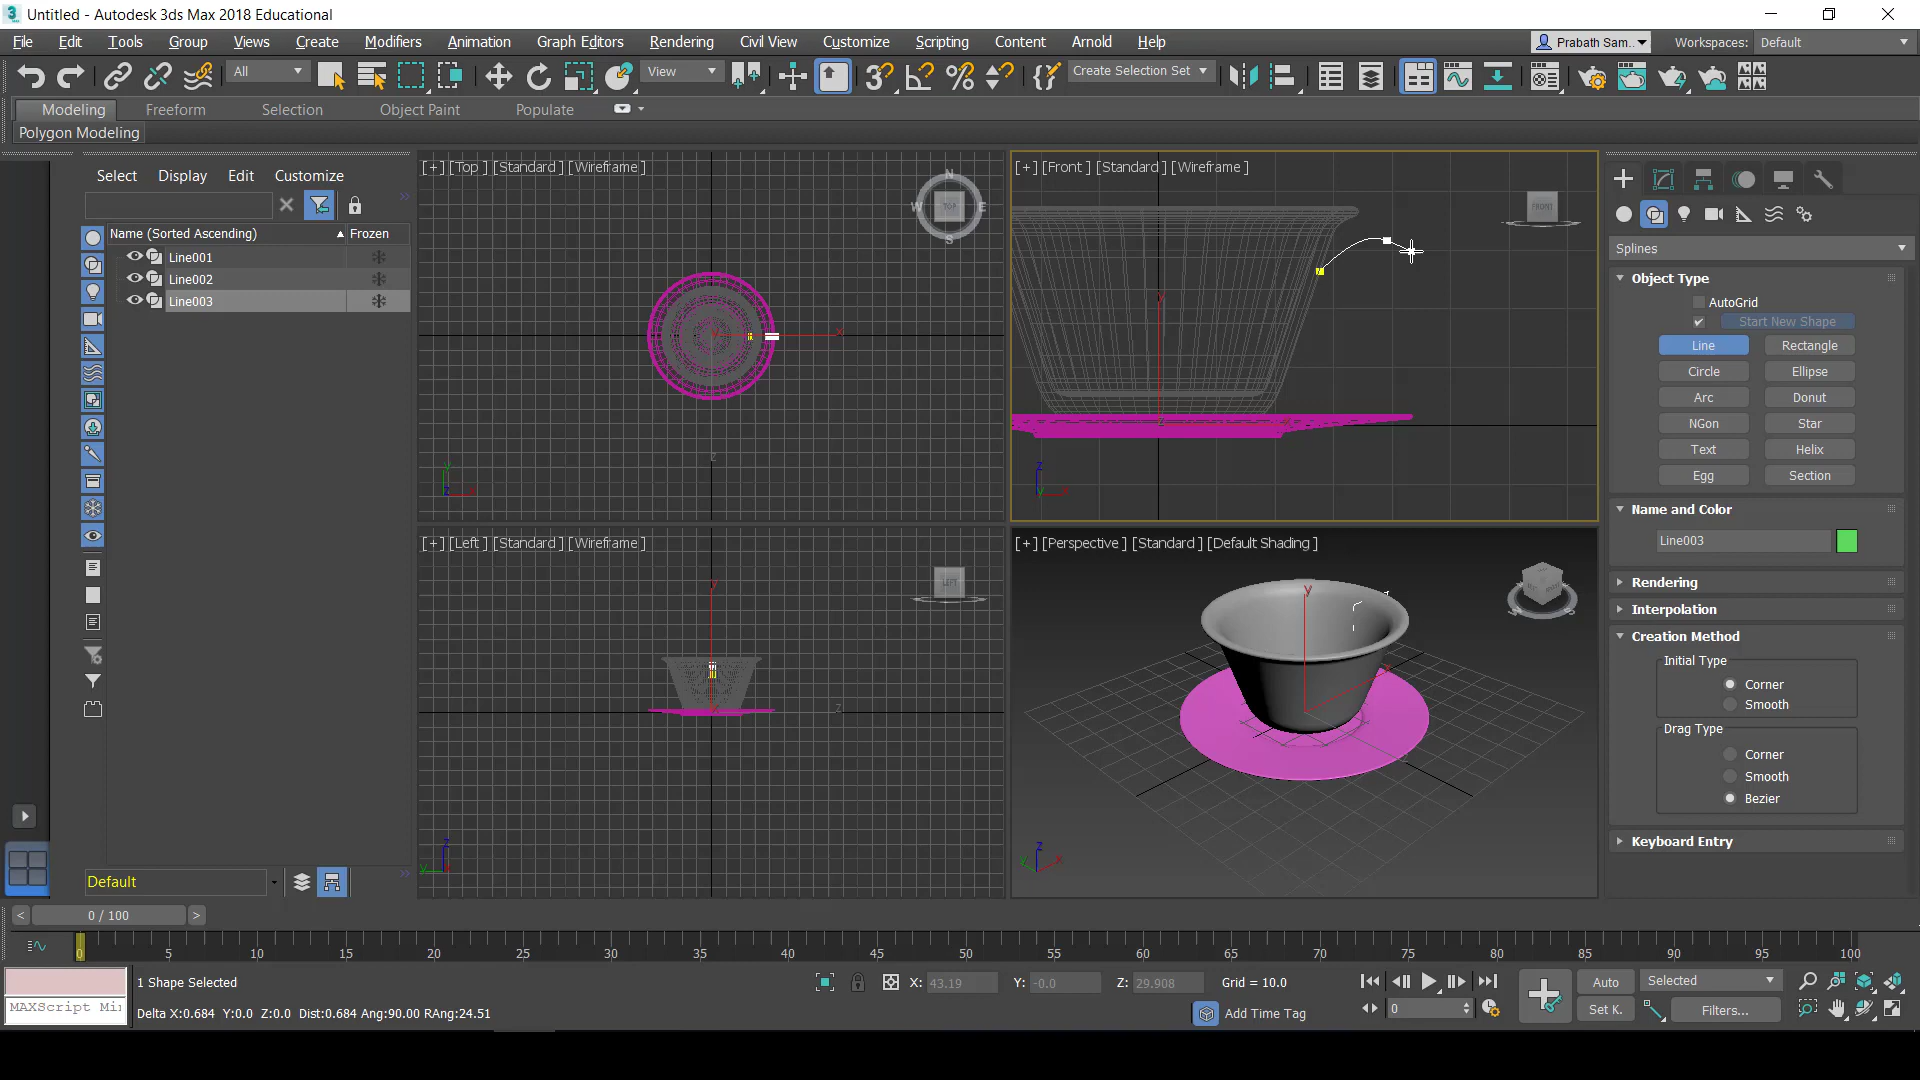 Untitled - Autodesk 3ds Max 2018 Educational
File Edit Tools Group Views Create Modifiers Animation Graph Editors Rendering Civil View Customize Scripting Content Arnold Help
Prabath Sam.. Workspaces: Default
All View Create Selection Set
Modeling Freeform Selection Object Paint Populate
Polygon Modeling
Select Display Edit Customize
Name (Sorted Ascending) Frozen
Line001
Line002
Line003
Default
[+] [Top ] [Standard ] [Wireframe ]
N
W TOP E
S
x
z
y
z x
[+] [Front ] [Standard ] [Wireframe ]
FRONT
y
z x
z
y x
[+] [Left ] [Standard ] [Wireframe ]
LEFT
y
x z
z
y
[+] [Perspective ] [Standard ] [Default Shading ]
y
x
z
y x
Splines
Object Type
AutoGrid
Start New Shape
Line Rectangle
Circle Ellipse
Arc Donut
NGon Star
Text Helix
Egg Section
Name and Color
Line003
Rendering
Interpolation
Creation Method
Initial Type
Corner
Smooth
Drag Type
Corner
Smooth
Bezier
Keyboard Entry
< 0 / 100 >
0 5 10 15 20 25 30 35 40 45 50 55 60 65 70 75 80 85 90 95 100
1 Shape Selected X: 43.19 Y: -0.0 Z: 29.908 Grid = 10.0 Auto Selected
MAXScript Mi
Delta X:0.684 Y:0.0 Z:0.0 Dist:0.684 Ang:90.00 RAng:24.51 Add Time Tag 0 Set K. Filters...